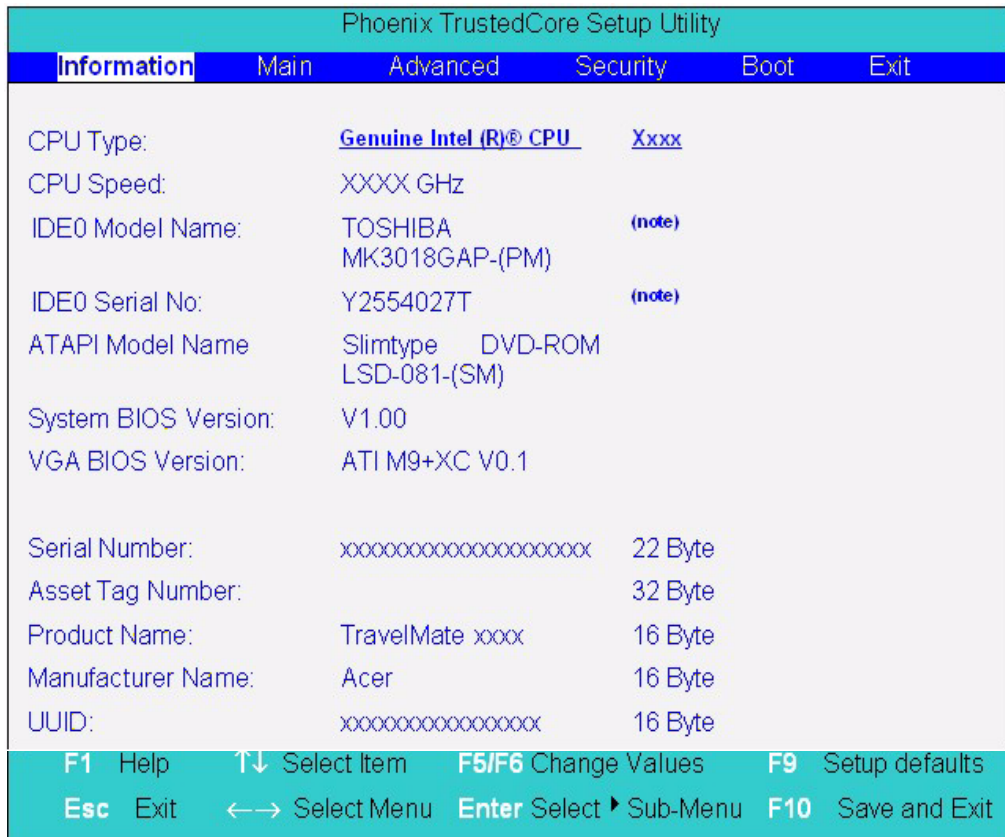 Phoenix TrustedCore Setup Utility
Information Main Advanced Security Boot Exit
CPU Type: Genuine Intel (R)® CPU Xxxx
CPU Speed: XXXX GHz
IDE0 Model Name: TOSHIBA (note)
MK3018GAP-(PM)
IDE0 Serial No: Y2554027T (note)
ATAPI Model Name Slimtype DVD-ROM
LSD-081-(SM)
System BIOS Version: V1.00
VGA BIOS Version: ATI M9+XC V0.1
Serial Number: xxxxxxxxxxxxxxxxxxxxxx 22 Byte
Asset Tag Number: 32 Byte
Product Name: TravelMate xxxx 16 Byte
Manufacturer Name: Acer 16 Byte
UUID: xxxxxxxxxxxxxxxx 16 Byte
F1 Help ↑↓ Select Item F5/F6 Change Values F9 Setup defaults
Esc Exit ←→ Select Menu Enter Select ▸ Sub-Menu F10 Save and Exit